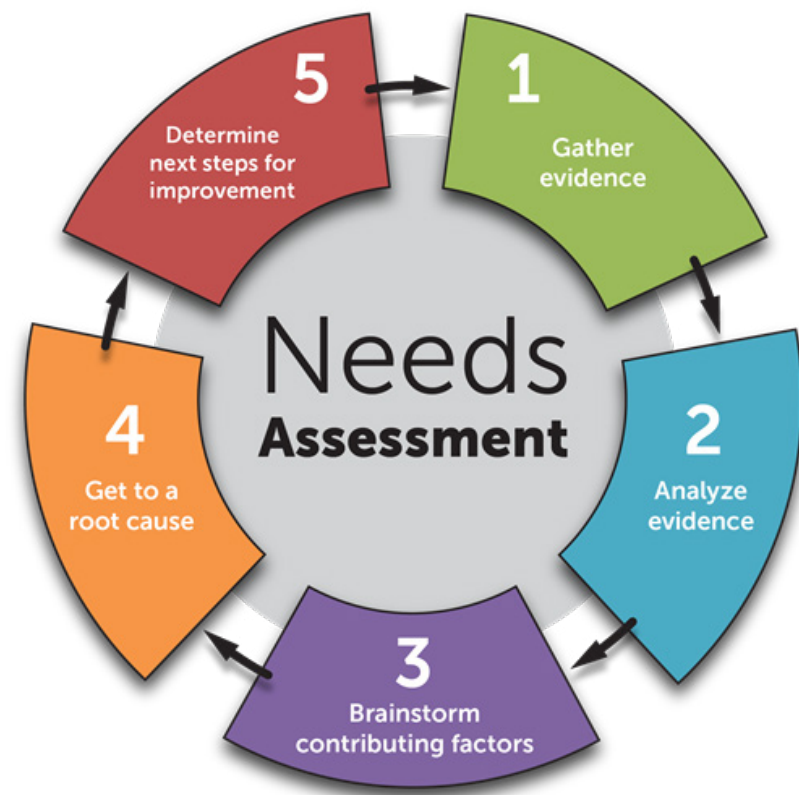 Needs
Assessment
1
Gather
evidence
2
Analyze
evidence
3
Brainstorm
contributing factors
4
Get to a
root cause
5
Determine
next steps for
improvement